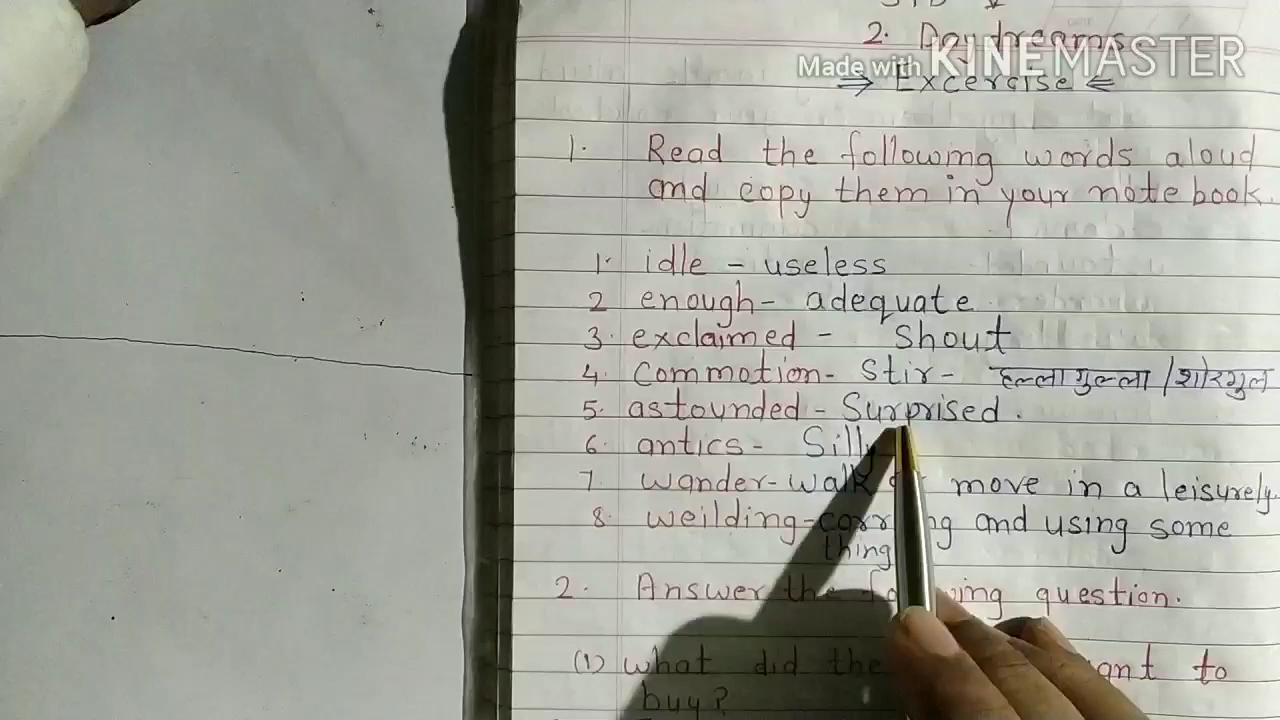 2. Daydreams
Made with KINEMASTER
⇒ Excercise ⇐
1. Read the following words aloud
and copy them in your note book.
1. idle - useless
2 enough - adequate
3. exclaimed - Shout
4. Commotion - Stir - हल्ला गुल्ला / शोरगुल
5. astounded - Surprised.
6. antics - Silly
7 wander - walk move in a leisurely
8. weilding - and using some
thing
2. Answer the question.
(1) what did the to
buy?